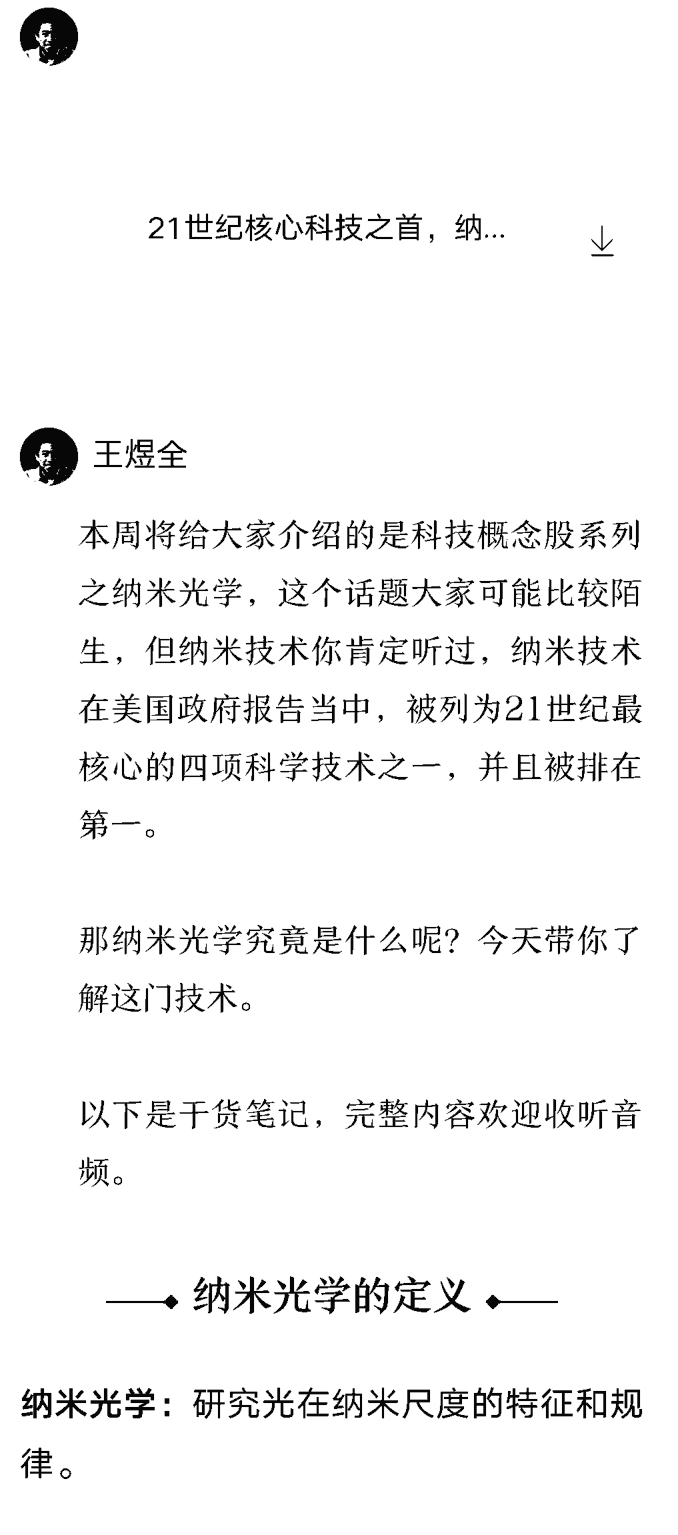 21世纪核心科技之首，纳...
王煜全
本周将给大家介绍的是科技概念股系列
之纳米光学，这个话题大家可能比较陌
生，但纳米技术你肯定听过，纳米技术
在美国政府报告当中，被列为21世纪最
核心的四项科学技术之一，并且被排在
第一。
那纳米光学究竟是什么呢？今天带你了
解这门技术。
以下是干货笔记，完整内容欢迎收听音
频。
纳米光学的定义
纳米光学：研究光在纳米尺度的特征和规
律。